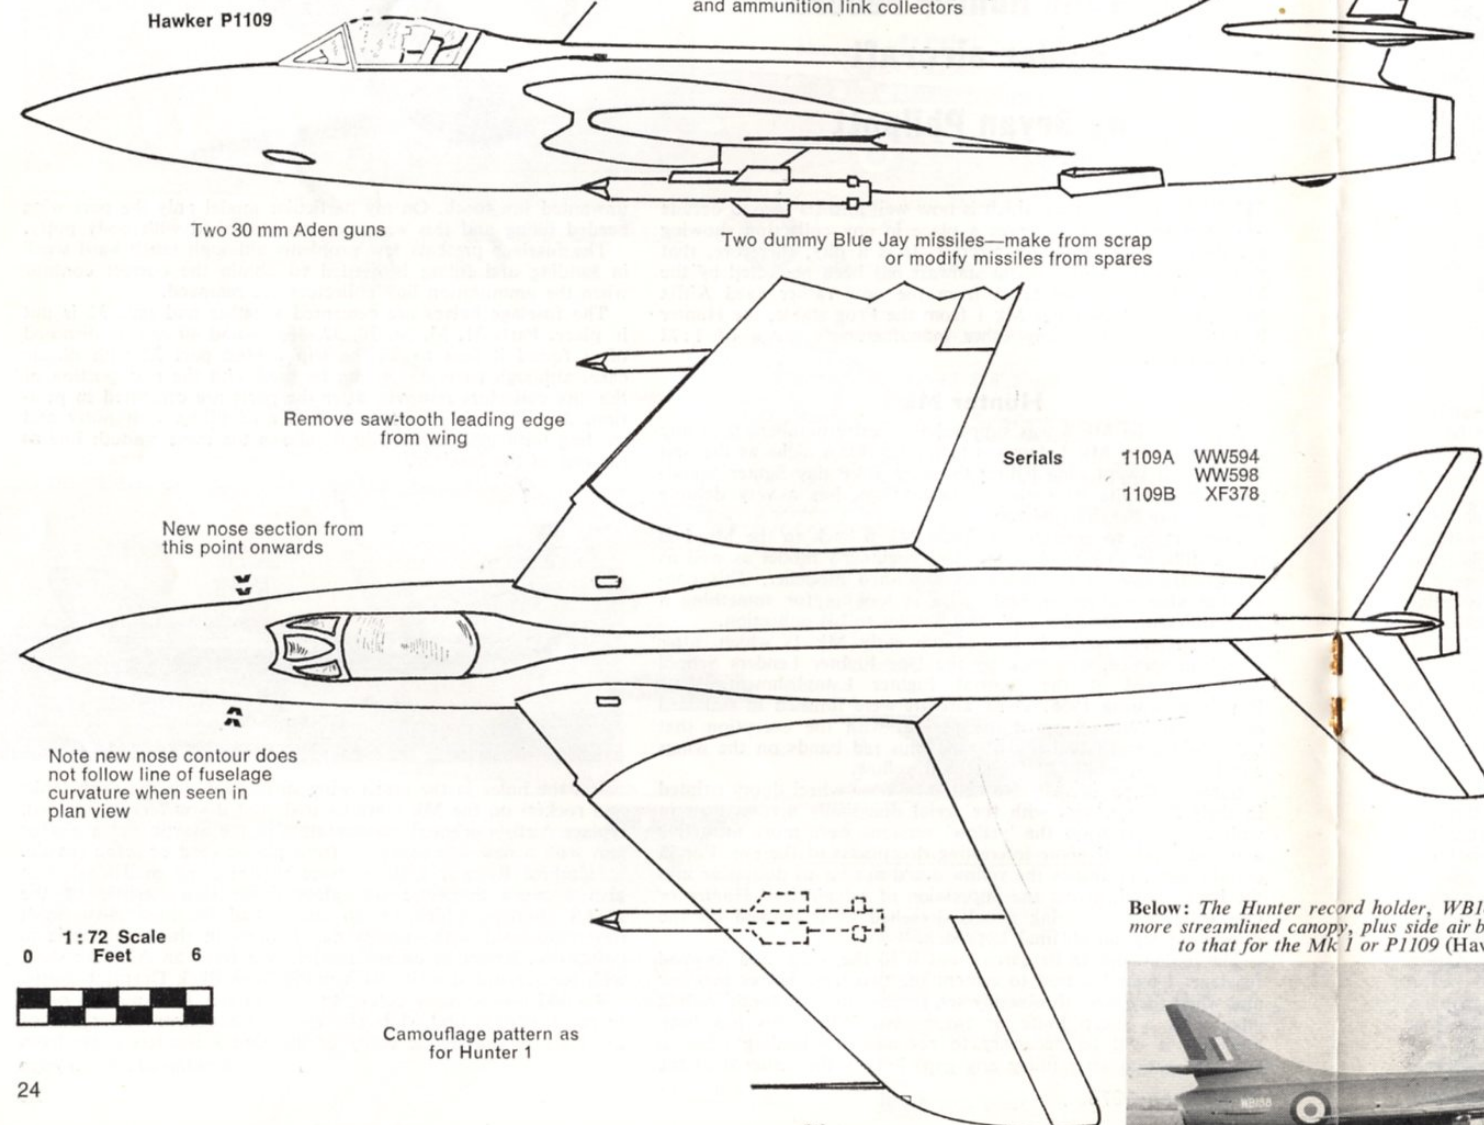 and ammunition link collectors
Hawker P1109
Two 30 mm Aden guns
Two dummy Blue Jay missiles—make from scrap
or modify missiles from spares
Remove saw-tooth leading edge
from wing
Serials 1109A WW594
WW598
1109B XF378
New nose section from
this point onwards
Note new nose contour does
not follow line of fuselage
curvature when seen in
plan view
1:72 Scale
0 Feet 6
Camouflage pattern as
for Hunter 1
24
Below: The Hunter record holder,
more streamlined canopy, plus side air
to that for the Mk 1 or P1109
WB188